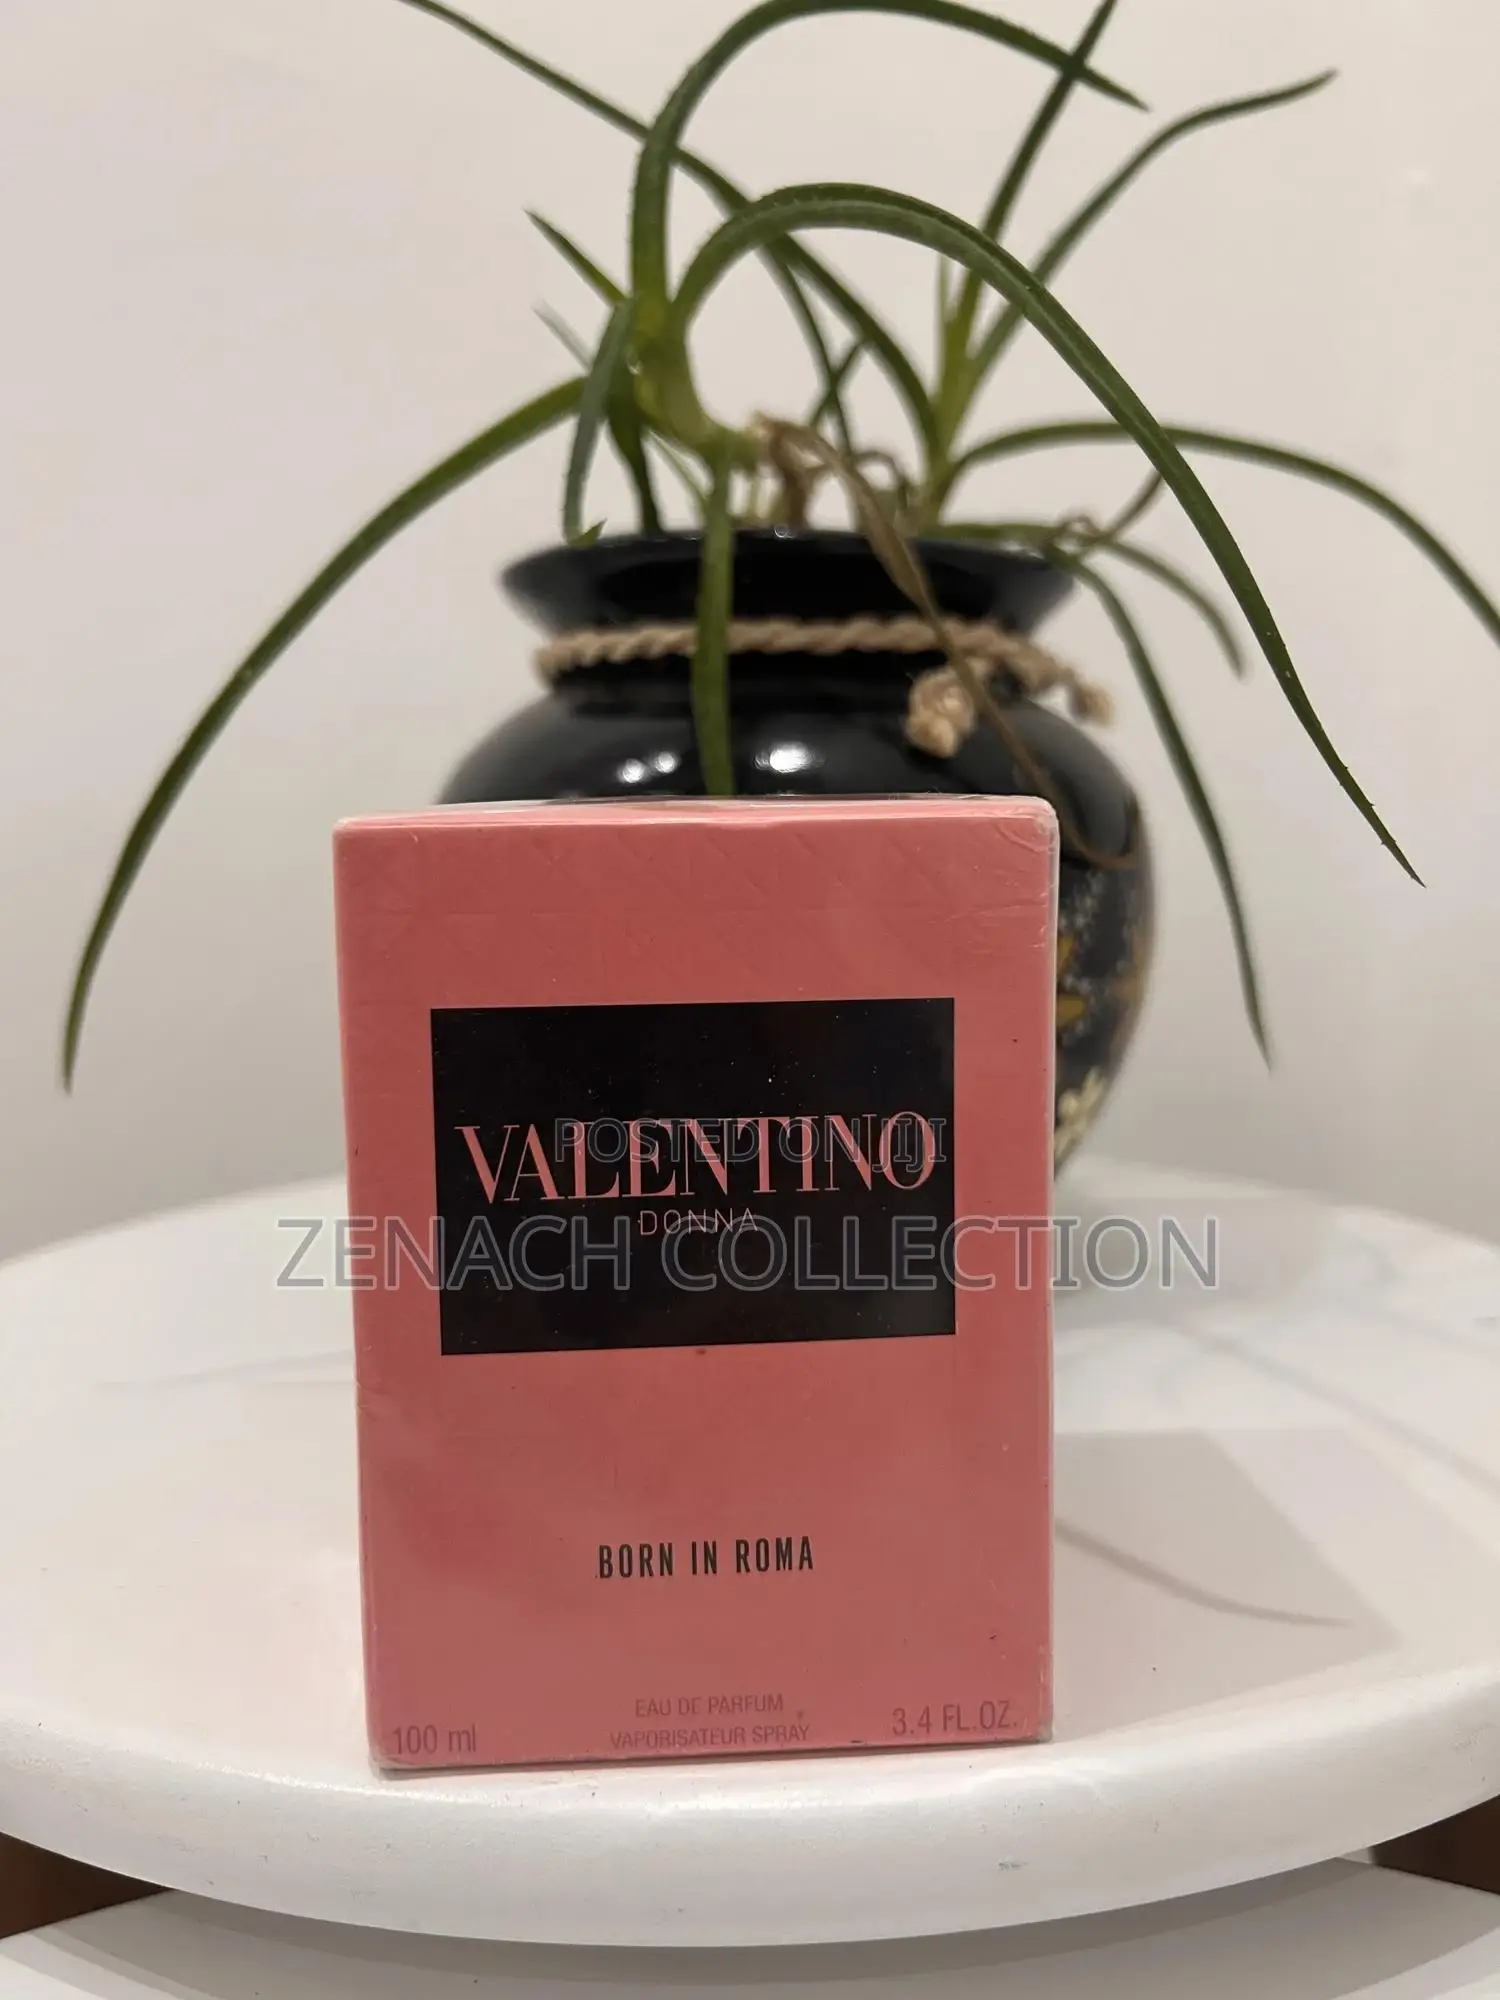 VALENTINO
POSTED ON JIJI
DONNA
ZENACH COLLECTION
BORN IN ROMA
EAU DE PARFUM
VAPORISATEUR SPRAY
100 ml
3.4 FL.OZ.